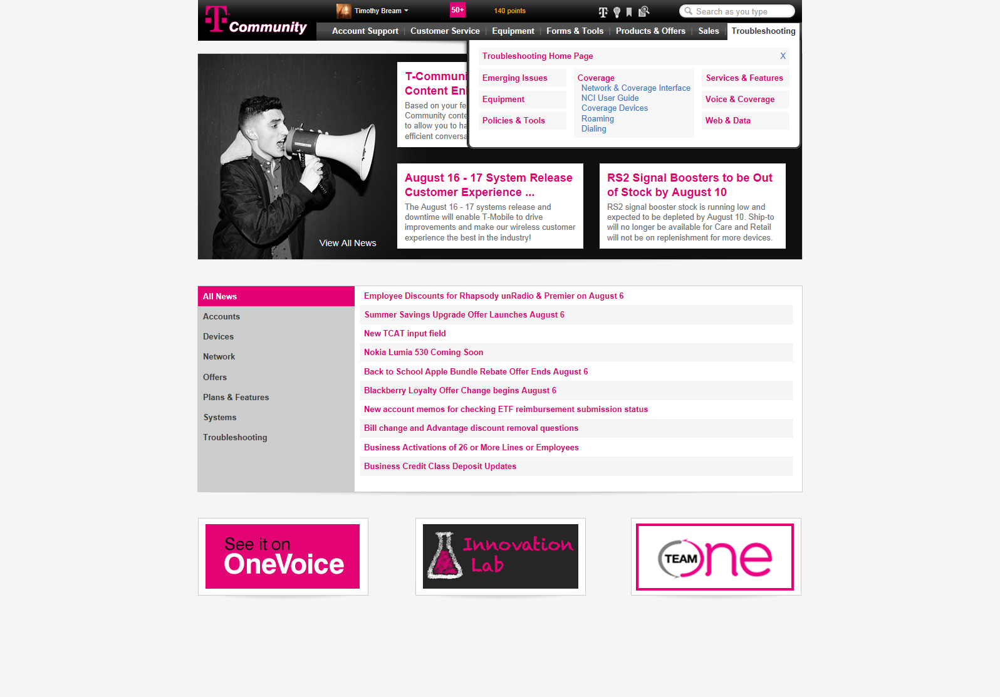 T Community
Timothy Bream
50+
140 points
Search as you type
Account Support | Customer Service | Equipment | Forms & Tools | Products & Offers | Sales | Troubleshooting
Troubleshooting Home Page X
Emerging Issues
Equipment
Policies & Tools
Coverage
Network & Coverage Interface
NCI User Guide
Coverage Devices
Roaming
Dialing
Services & Features
Voice & Coverage
Web & Data
T-Communi
Content En
Based on your fe
Community conte
to allow you to ha
efficient conversa
August 16 - 17 System Release
Customer Experience ...
The August 16 - 17 systems release and
downtime will enable T-Mobile to drive
improvements and make our wireless customer
experience the best in the industry!
RS2 Signal Boosters to be Out
of Stock by August 10
RS2 signal booster stock is running low and
expected to be depleted by August 10. Ship-to
will no longer be available for Care and Retail
will not be on replenishment for more devices.
View All News
All News
Accounts
Devices
Network
Offers
Plans & Features
Systems
Troubleshooting
Employee Discounts for Rhapsody unRadio & Premier on August 6
Summer Savings Upgrade Offer Launches August 6
New TCAT input field
Nokia Lumia 530 Coming Soon
Back to School Apple Bundle Rebate Offer Ends August 6
Blackberry Loyalty Offer Change begins August 6
New account memos for checking ETF reimbursement submission status
Bill change and Advantage discount removal questions
Business Activations of 26 or More Lines or Employees
Business Credit Class Deposit Updates
See it on
OneVoice
Innovation
Lab
TEAM One